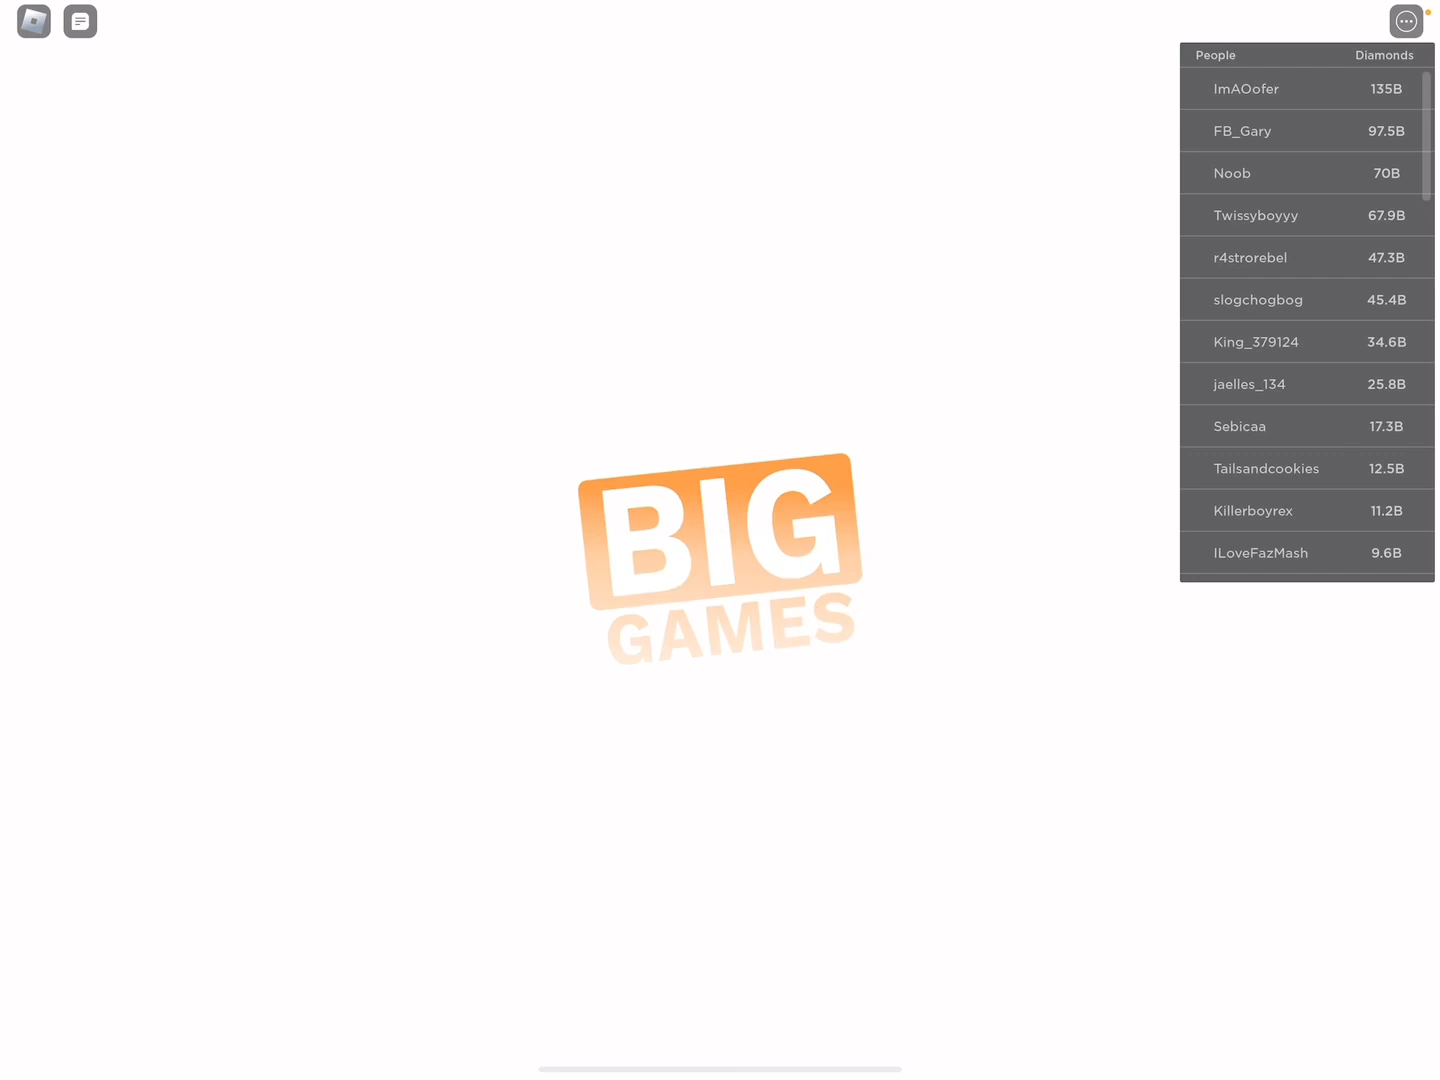 People Diamonds
ImAOofer 135B
FB_Gary 97.5B
Noob 70B
Twissyboyyy 67.9B
r4strorebel 47.3B
slogchogbog 45.4B
King_379124 34.6B
jaelles_134 25.8B
Sebicaa 17.3B
Tailsandcookies 12.5B
Killerboyrex 11.2B
ILoveFazMash 9.6B
BIG
GAMES